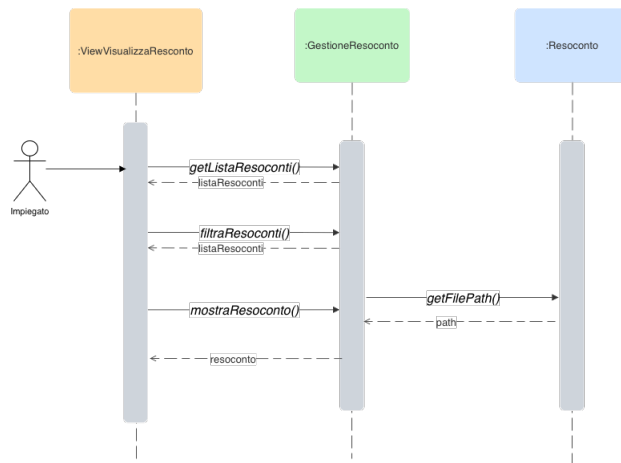 :ViewVisualizzaResconto
:GestioneResoconto
:Resoconto
Impiegato
getListaResoconti()
listaResoconti
filtraResoconti()
listaResoconti
mostraResoconto()
getFilePath()
path
resoconto